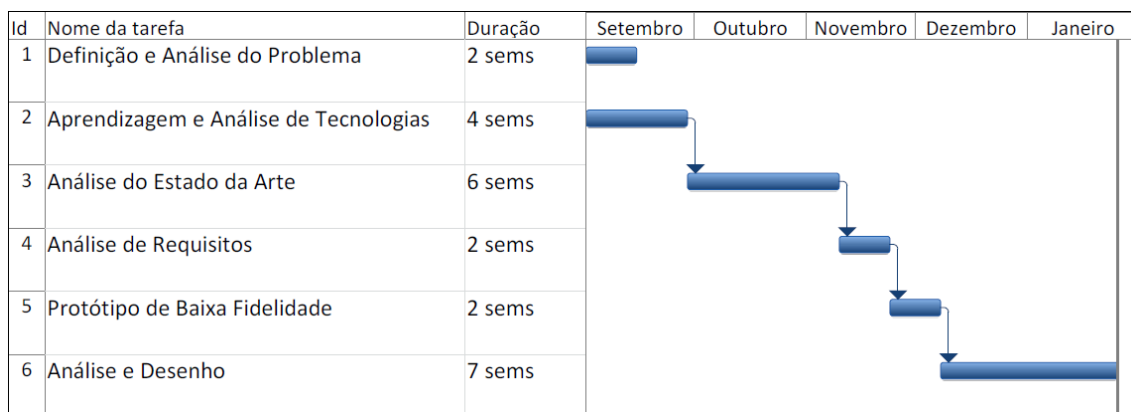 Id Nome da tarefa Duração Setembro Outubro Novembro Dezembro Janeiro
1 Definição e Análise do Problema 2 sems
2 Aprendizagem e Análise de Tecnologias 4 sems
3 Análise do Estado da Arte 6 sems
4 Análise de Requisitos 2 sems
5 Protótipo de Baixa Fidelidade 2 sems
6 Análise e Desenho 7 sems